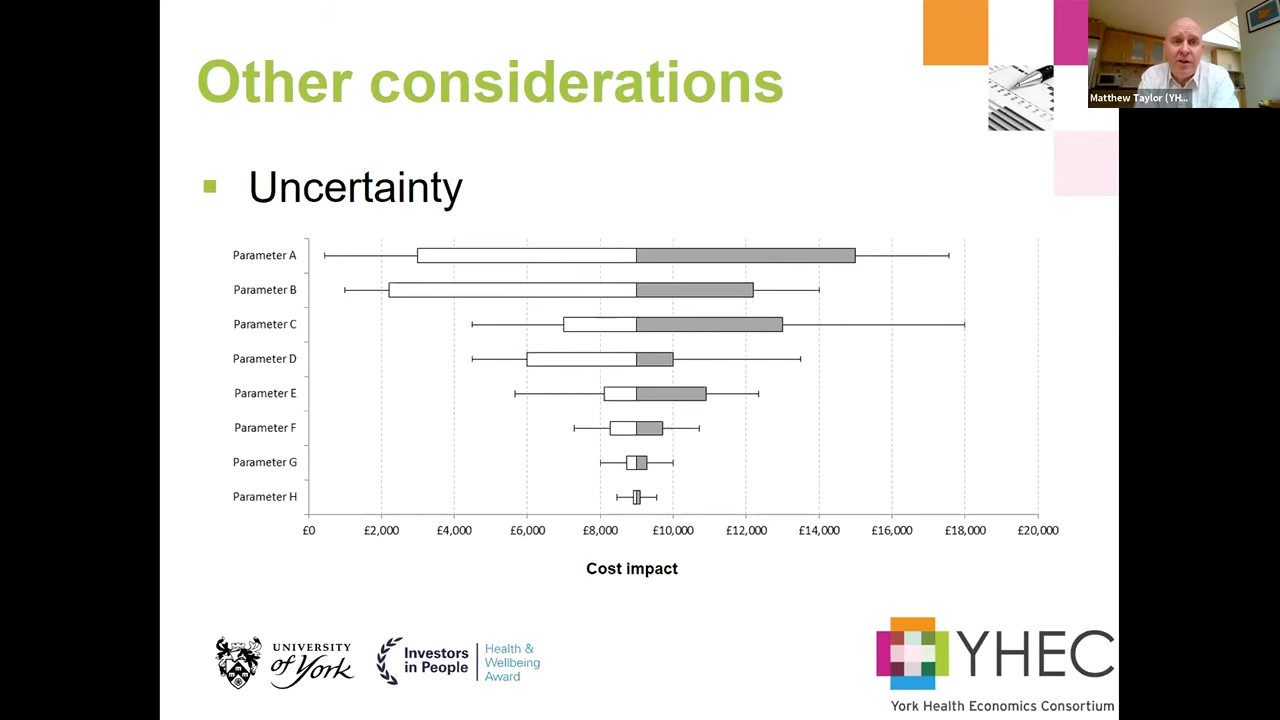 Other considerations
Matthew Taylor (YH...
Uncertainty
Parameter A
Parameter B
Parameter C
Parameter D
Parameter E
Parameter F
Parameter G
Parameter H
£0 £2,000 £4,000 £6,000 £8,000 £10,000 £12,000 £14,000 £16,000 £18,000 £20,000
Cost impact
UNIVERSITY
of York
Investors
in People
Health &
Wellbeing
Award
YHEC
York Health Economics Consortium